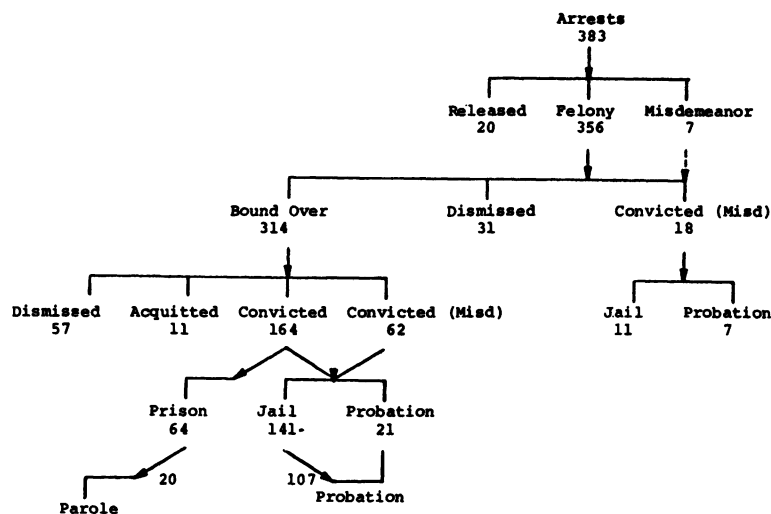 Arrests
383
Released Felony Misdemeanor
20 356 7
Bound Over Dismissed Convicted (Misd)
314 31 18
Dismissed Acquitted Convicted Convicted (Misd) Jail Probation
57 11 164 62 11 7
Prison Jail Probation
64 141- 21
20 107
Parole Probation